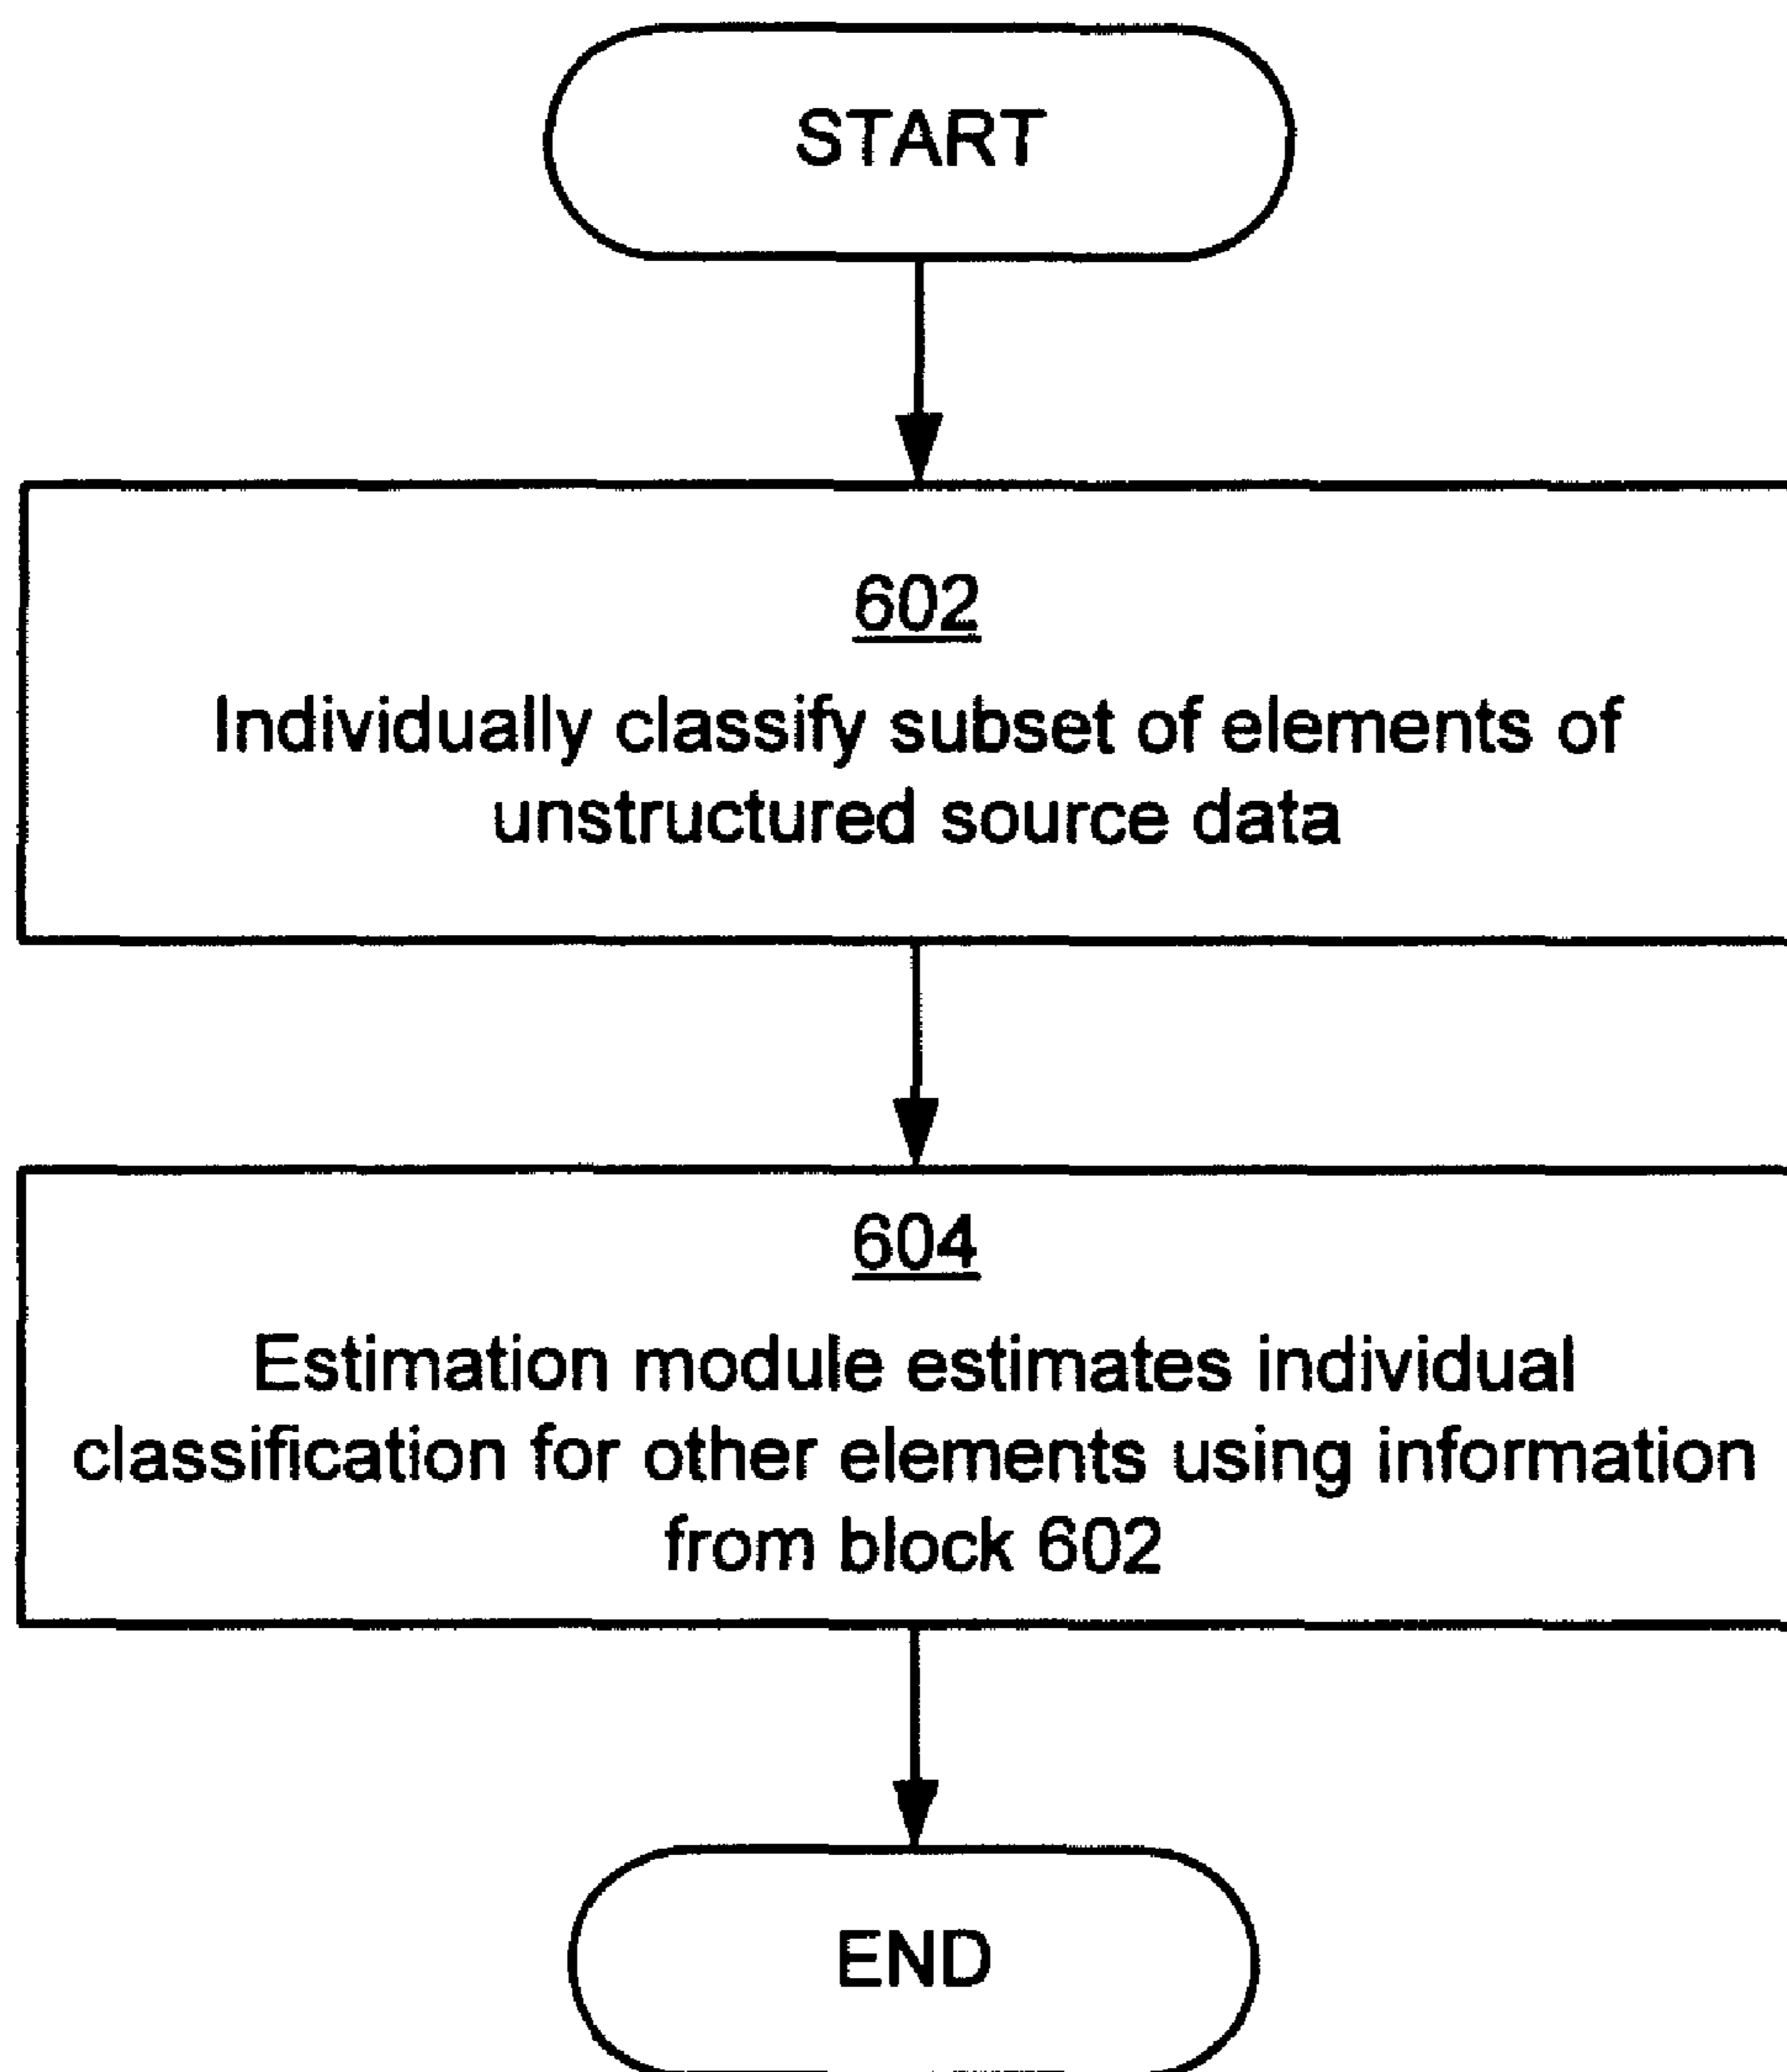 START
602
Individually classify subset of elements of
unstructured source data
604
Estimation module estimates individual
classification for other elements using information
from block 602
END